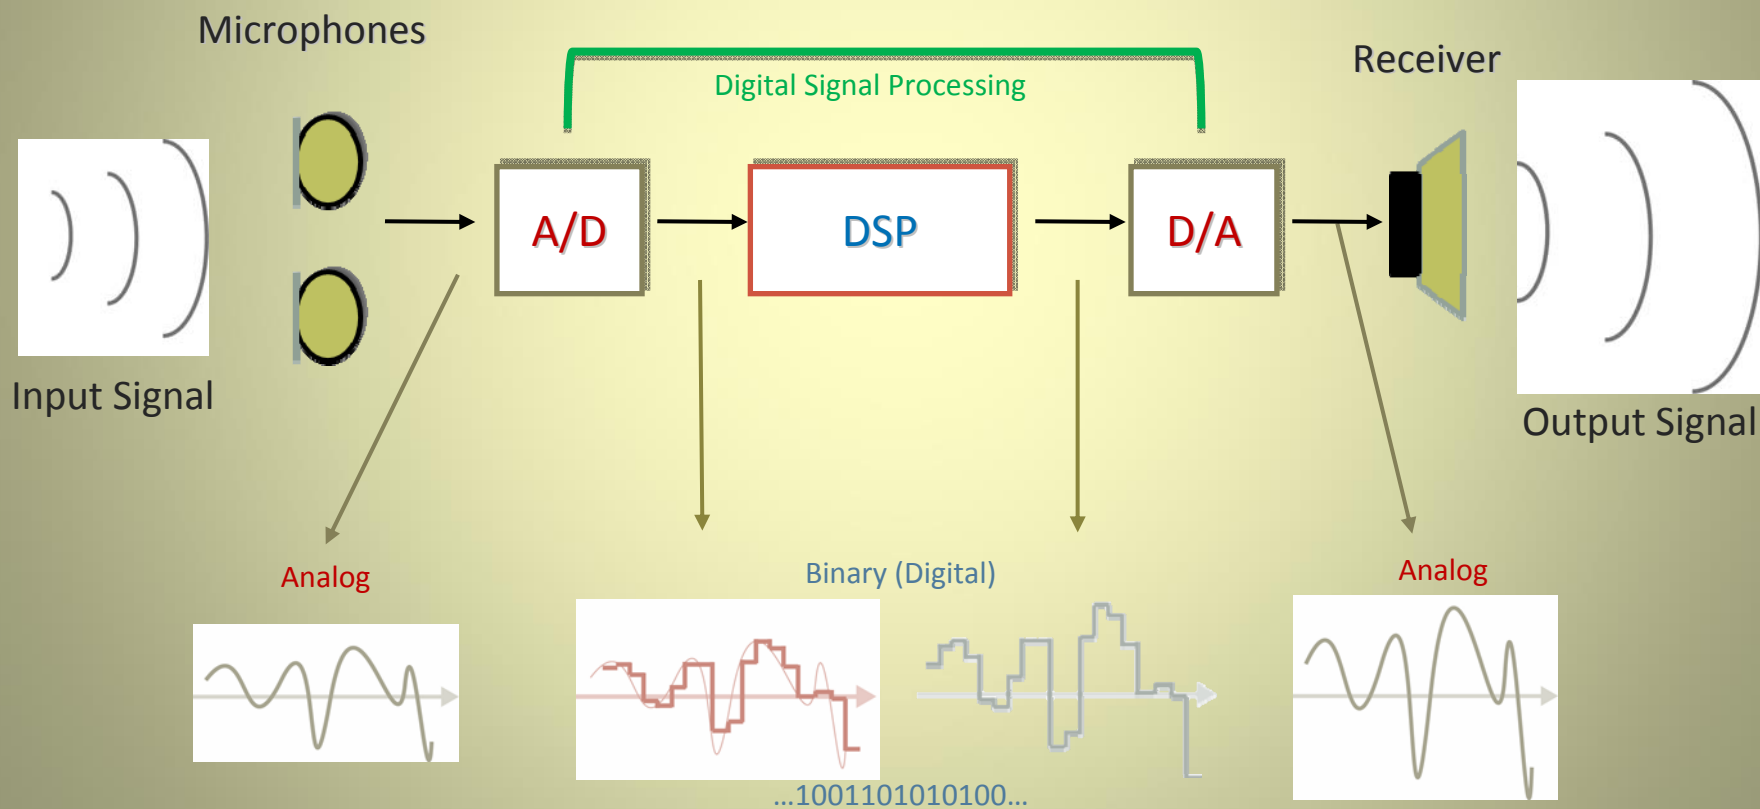 Microphones
Receiver
Digital Signal Processing
A/D
DSP
D/A
Input Signal
Output Signal
Analog
Binary (Digital)
Analog
...1001101010100...